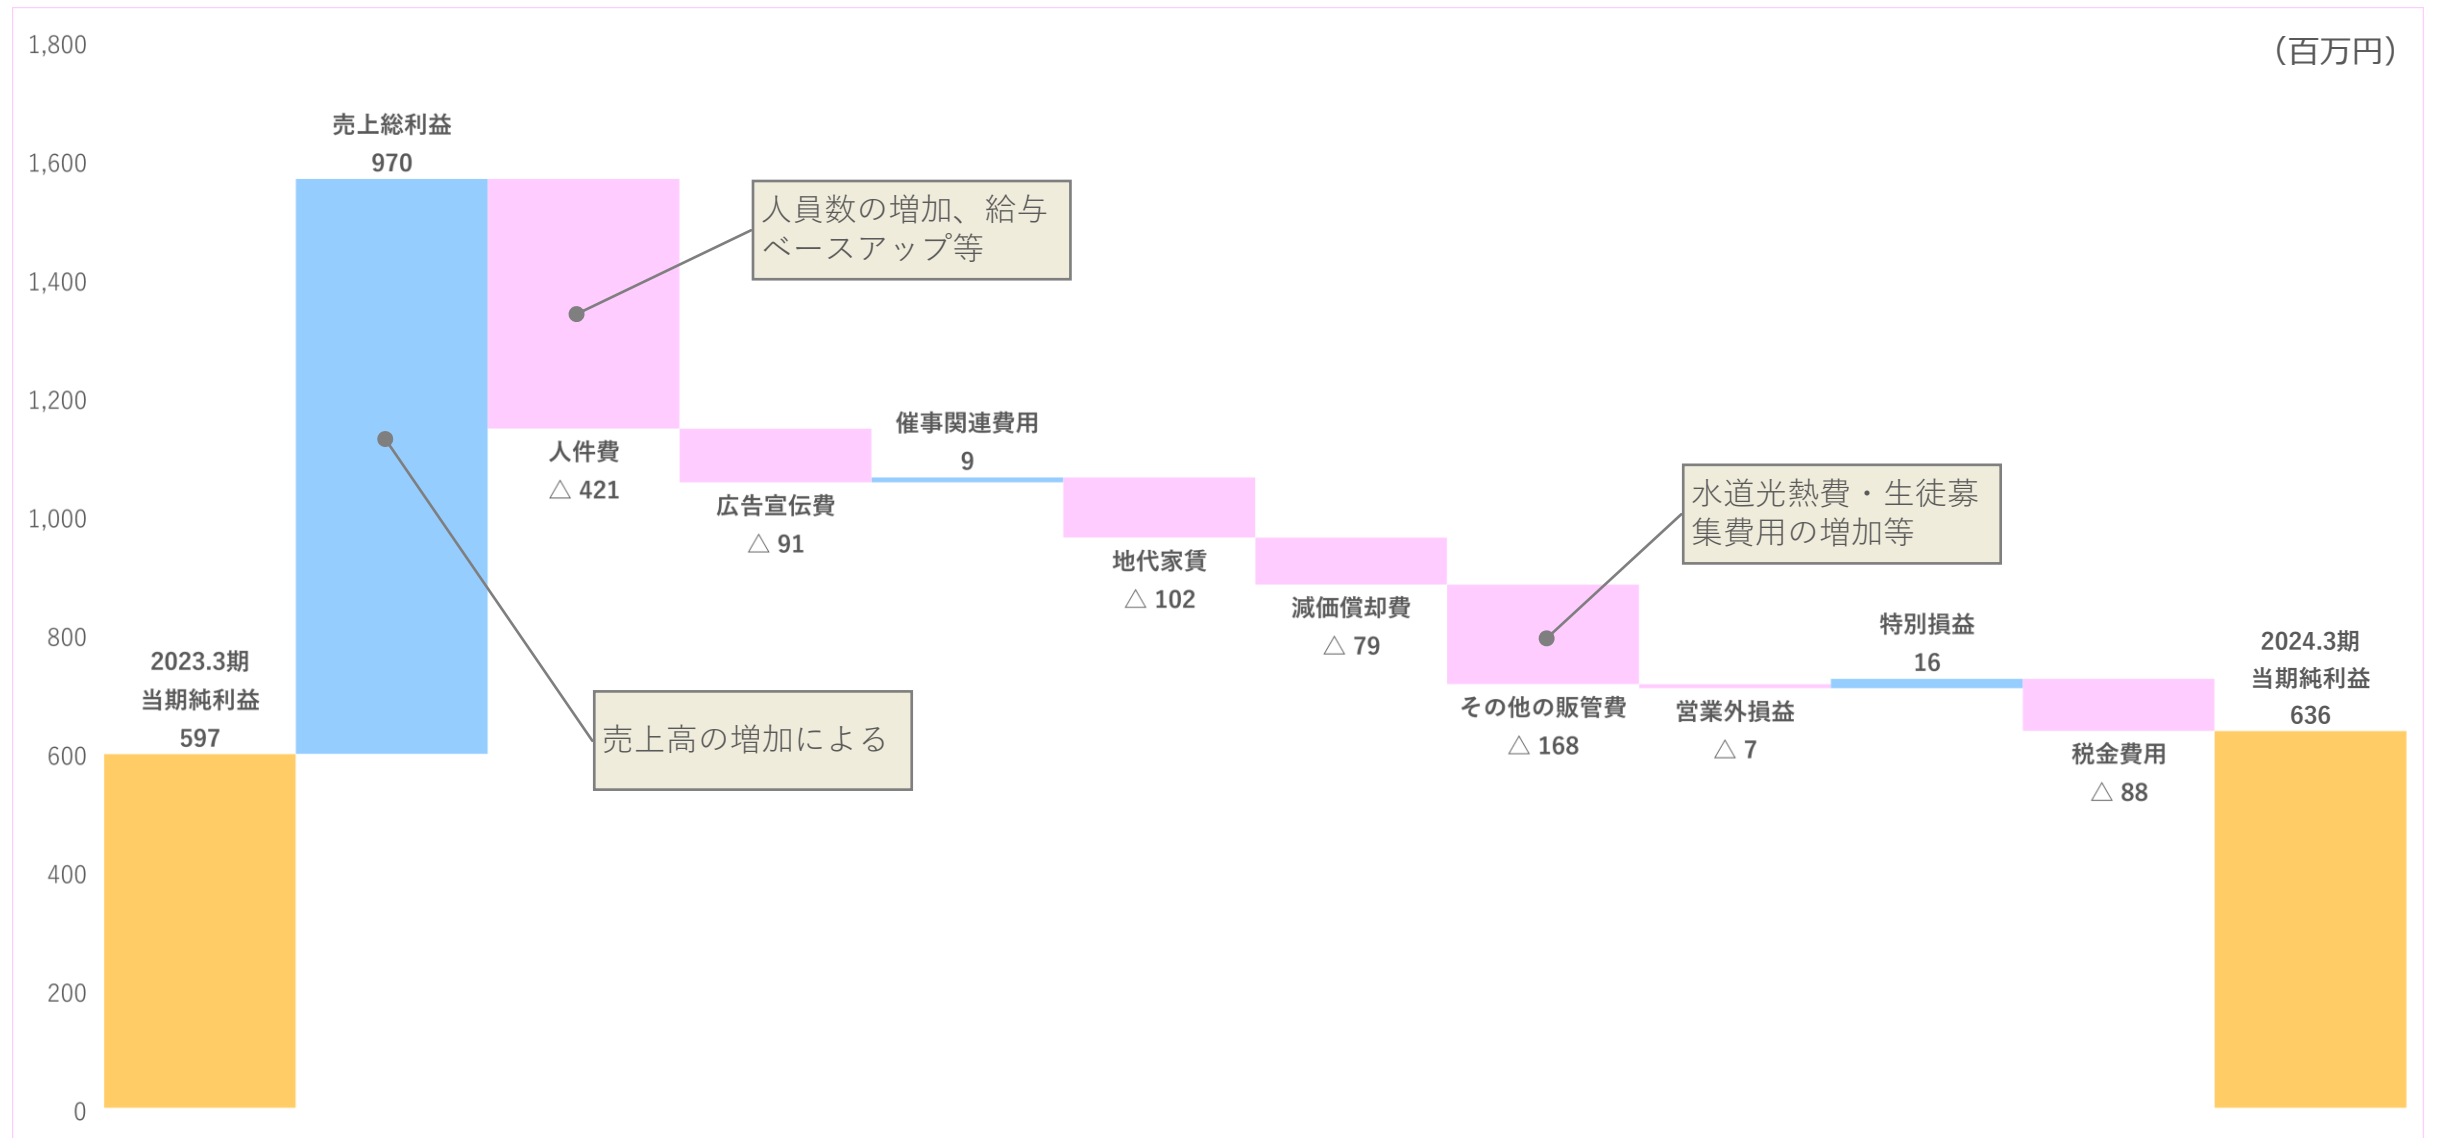 （百万円）
1,800
1,600
1,400
1,200
1,000
800
600
400
200
0
2023.3期
当期純利益
597
売上総利益
970
売上高の増加による
人件費
△ 421
人員数の増加、給与
ベースアップ等
広告宣伝費
△ 91
催事関連費用
9
地代家賃
△ 102
減価償却費
△ 79
その他の販管費
△ 168
水道光熱費・生徒募
集費用の増加等
営業外損益
△ 7
特別損益
16
税金費用
△ 88
2024.3期
当期純利益
636